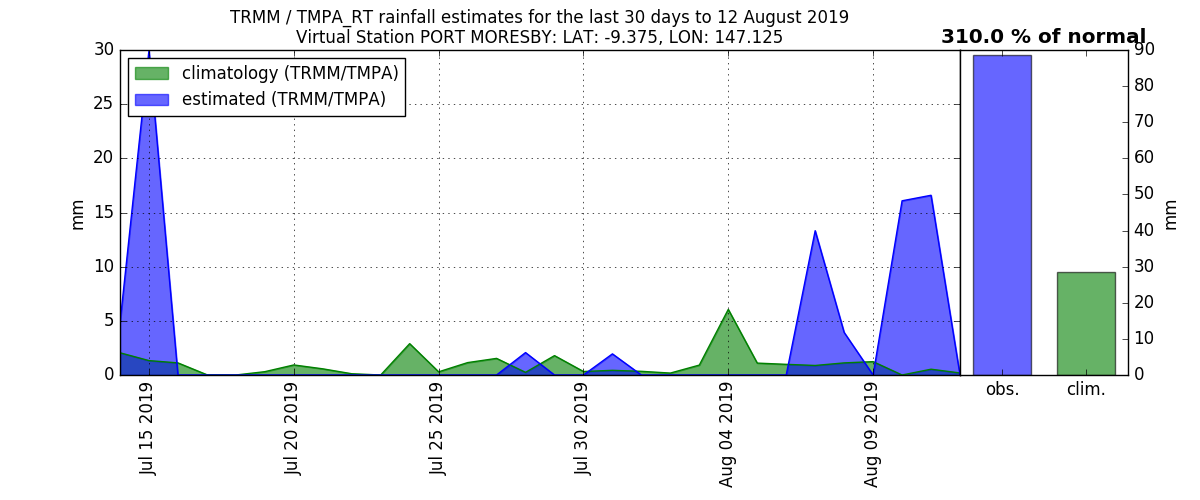 TRMM / TMPA_RT rainfall estimates for the last 30 days to 12 August 2019
Virtual Station PORT MORESBY: LAT: -9.375, LON: 147.125
310.0 % of normal
climatology (TRMM/TMPA)
estimated (TRMM/TMPA)
mm
30
25
20
15
10
5
0
Jul 15 2019
Jul 20 2019
Jul 25 2019
Jul 30 2019
Aug 04 2019
Aug 09 2019
90
80
70
60
50
40
30
20
10
0
mm
obs.
clim.